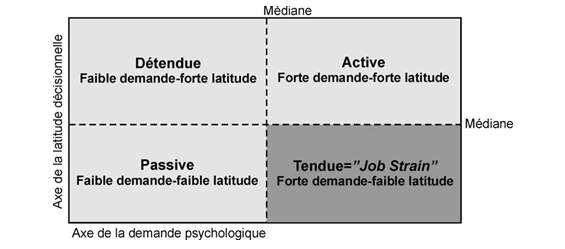 Médiane
Détendue
Faible demande-forte latitude
Active
Forte demande-forte latitude
Axe de la latitude décisionnelle
Médiane
Passive
Faible demande-faible latitude
Tendue="Job Strain"
Forte demande-faible latitude
Axe de la demande psychologique